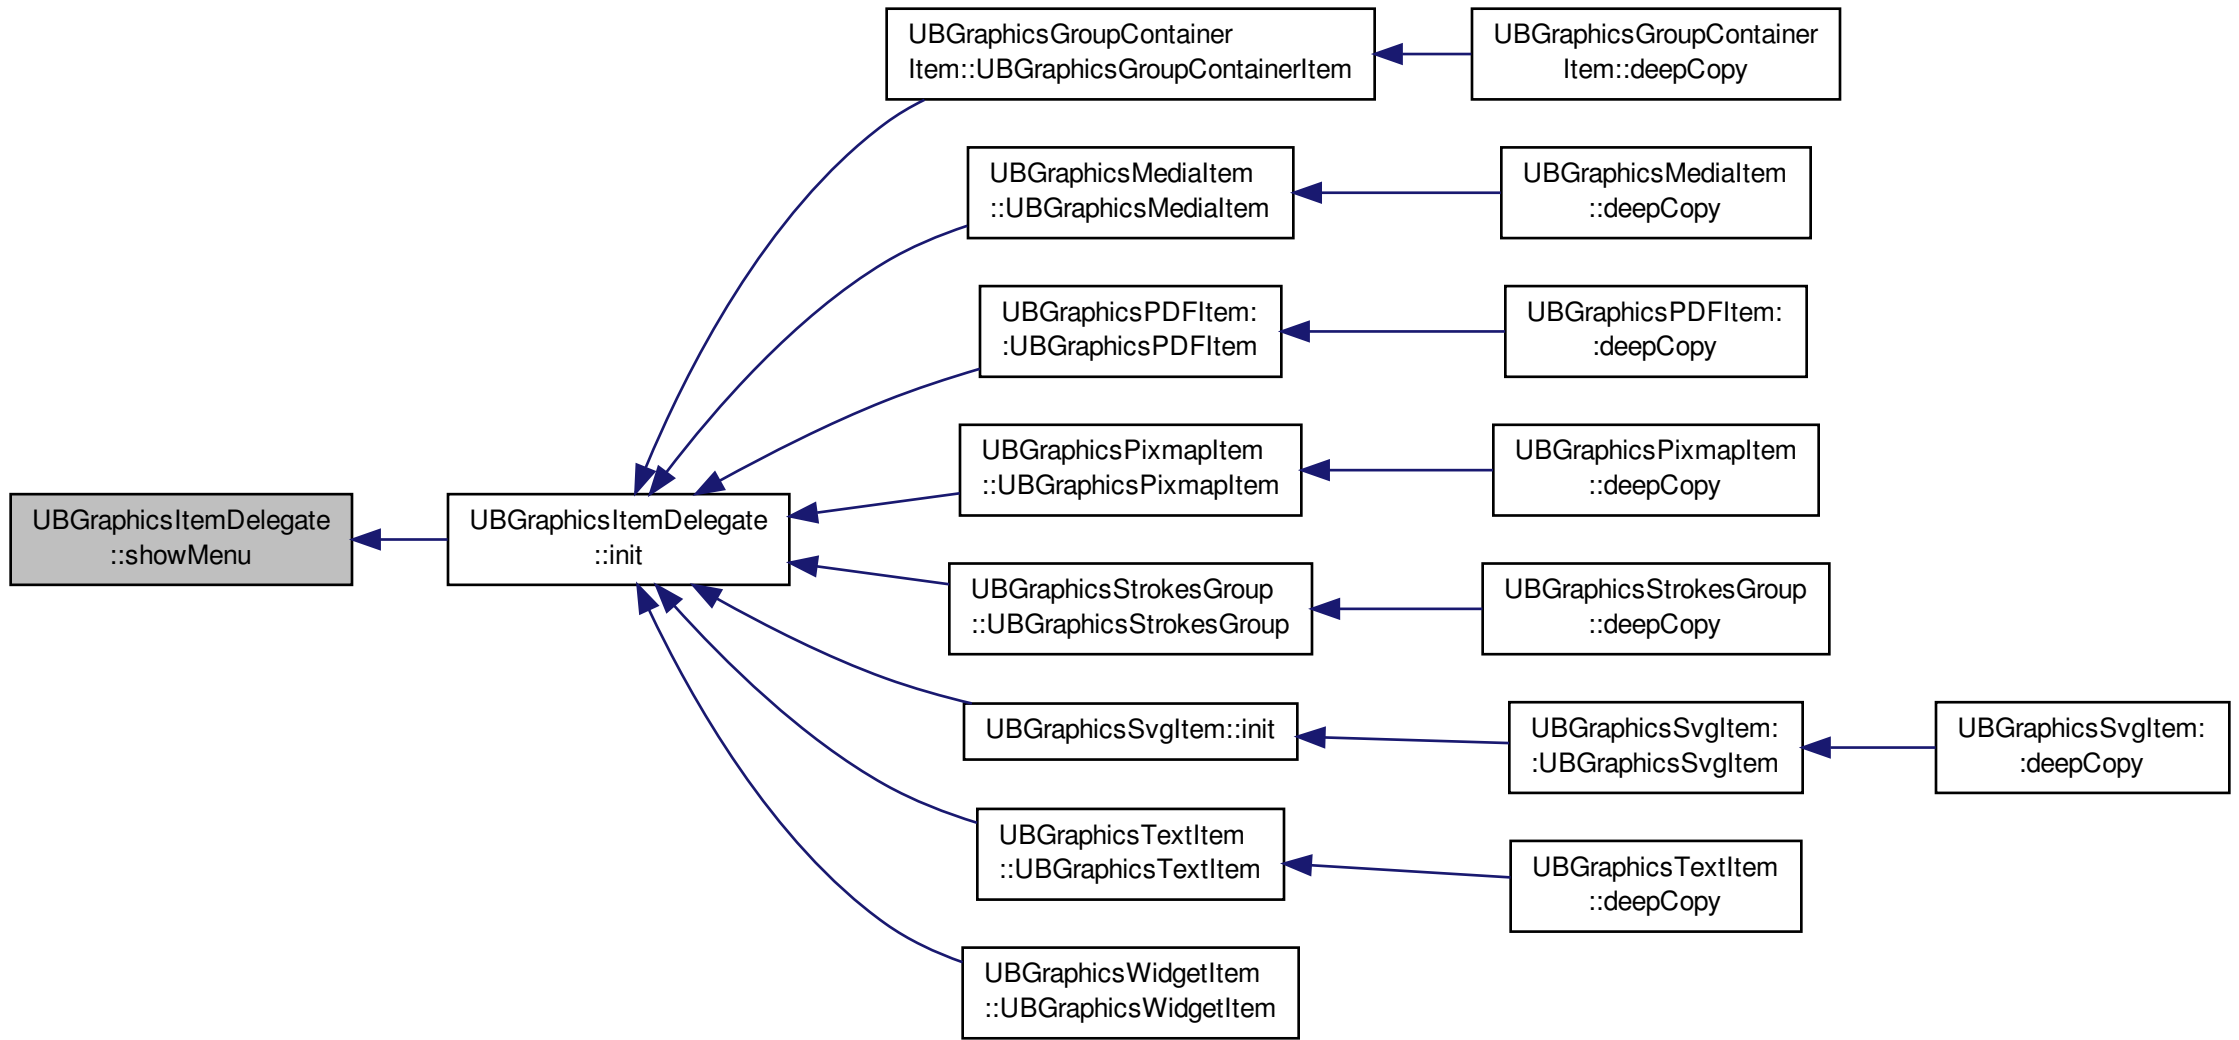 UBGraphicsItemDelegate
::showMenu
UBGraphicsItemDelegate
::init
UBGraphicsGroupContainer
Item::UBGraphicsGroupContainerItem
UBGraphicsGroupContainer
Item::deepCopy
UBGraphicsMediaItem
::UBGraphicsMediaItem
UBGraphicsMediaItem
::deepCopy
UBGraphicsPDFItem:
:UBGraphicsPDFItem
UBGraphicsPDFItem:
:deepCopy
UBGraphicsPixmapItem
::UBGraphicsPixmapItem
UBGraphicsPixmapItem
::deepCopy
UBGraphicsStrokesGroup
::UBGraphicsStrokesGroup
UBGraphicsStrokesGroup
::deepCopy
UBGraphicsSvgItem::init
UBGraphicsSvgItem:
:UBGraphicsSvgItem
UBGraphicsSvgItem:
:deepCopy
UBGraphicsTextItem
::UBGraphicsTextItem
UBGraphicsTextItem
::deepCopy
UBGraphicsWidgetItem
::UBGraphicsWidgetItem